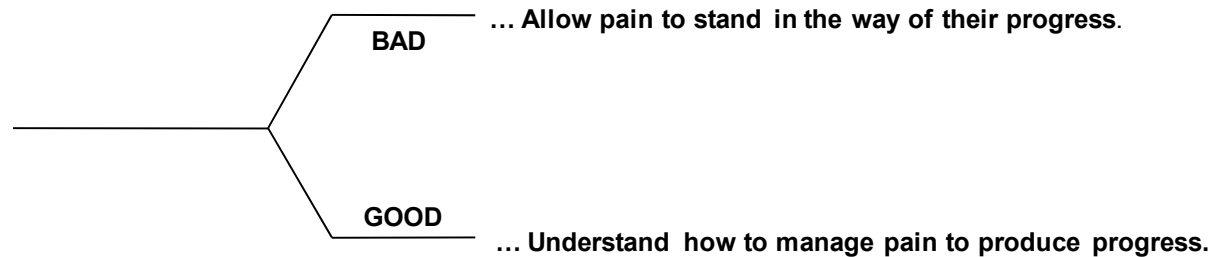 … Allow pain to stand in the way of their progress.
BAD
GOOD
… Understand how to manage pain to produce progress.